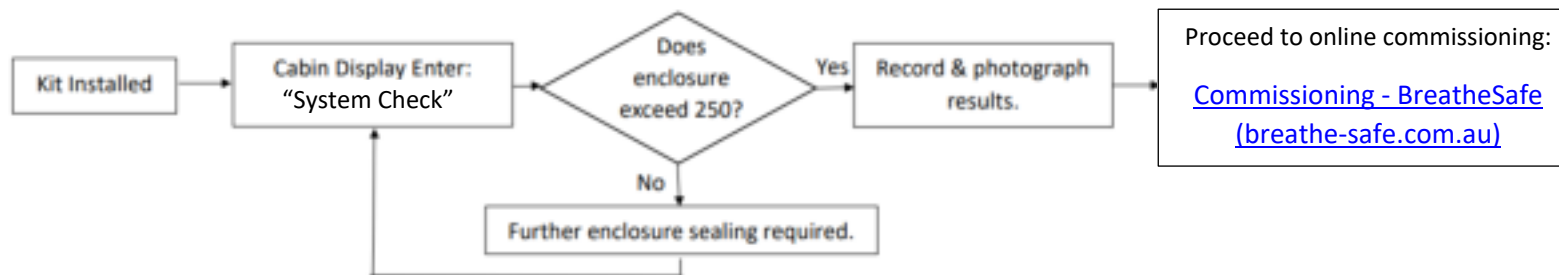 Kit Installed
Cabin Display Enter:
“System Check”
Does
enclosure
exceed 250?
Yes
Record & photograph
results.
Proceed to online commissioning:
Commissioning - BreatheSafe
(breathe-safe.com.au)
No
Further enclosure sealing required.